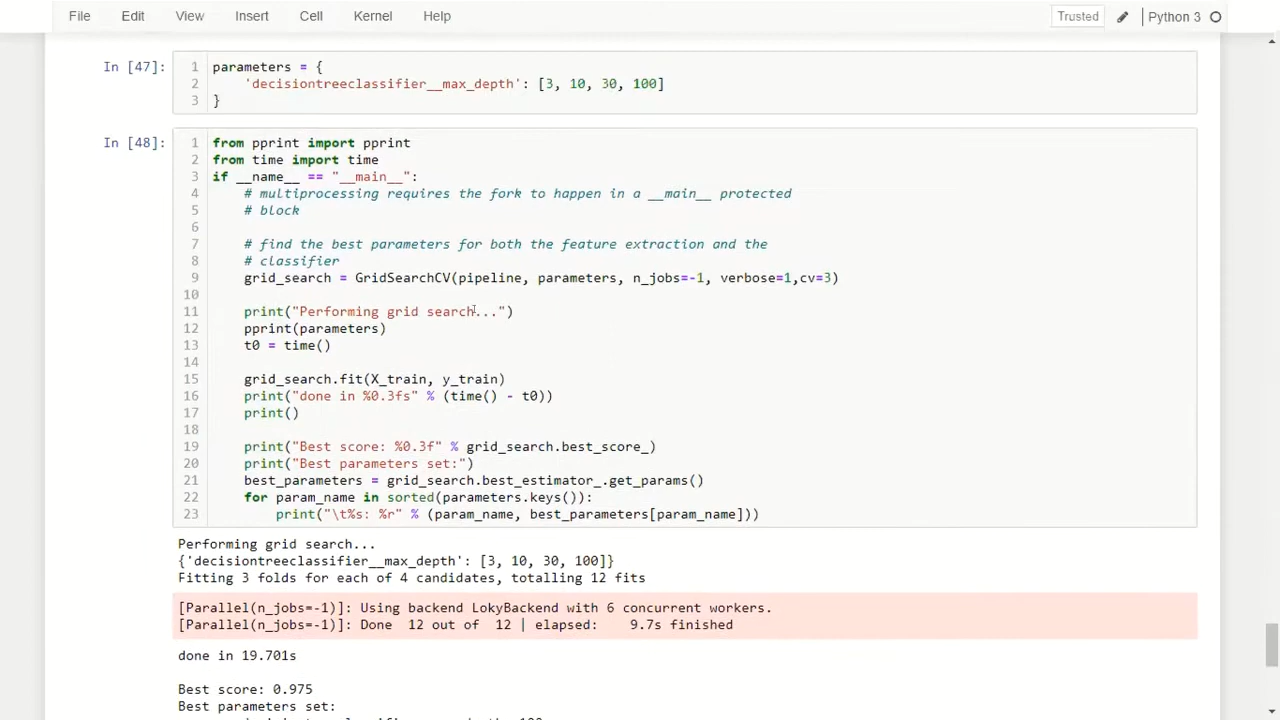 File Edit View Insert Cell Kernel Help Trusted Python 3
In [47]:
1 parameters = {
2     'decisiontreeclassifier__max_depth': [3, 10, 30, 100]
3 }
In [48]:
1 from pprint import pprint
2 from time import time
3 if __name__ == "__main__":
4     # multiprocessing requires the fork to happen in a __main__ protected
5     # block
6
7     # find the best parameters for both the feature extraction and the
8     # classifier
9     grid_search = GridSearchCV(pipeline, parameters, n_jobs=-1, verbose=1,cv=3)
10
11     print("Performing grid search...")
12     pprint(parameters)
13     t0 = time()
14
15     grid_search.fit(X_train, y_train)
16     print("done in %0.3fs" % (time() - t0))
17     print()
18
19     print("Best score: %0.3f" % grid_search.best_score_)
20     print("Best parameters set:")
21     best_parameters = grid_search.best_estimator_.get_params()
22     for param_name in sorted(parameters.keys()):
23         print("\t%s: %r" % (param_name, best_parameters[param_name]))
Performing grid search...
{'decisiontreeclassifier__max_depth': [3, 10, 30, 100]}
Fitting 3 folds for each of 4 candidates, totalling 12 fits
[Parallel(n_jobs=-1)]: Using backend LokyBackend with 6 concurrent workers.
[Parallel(n_jobs=-1)]: Done  12 out of  12 | elapsed:    9.7s finished
done in 19.701s
Best score: 0.975
Best parameters set: